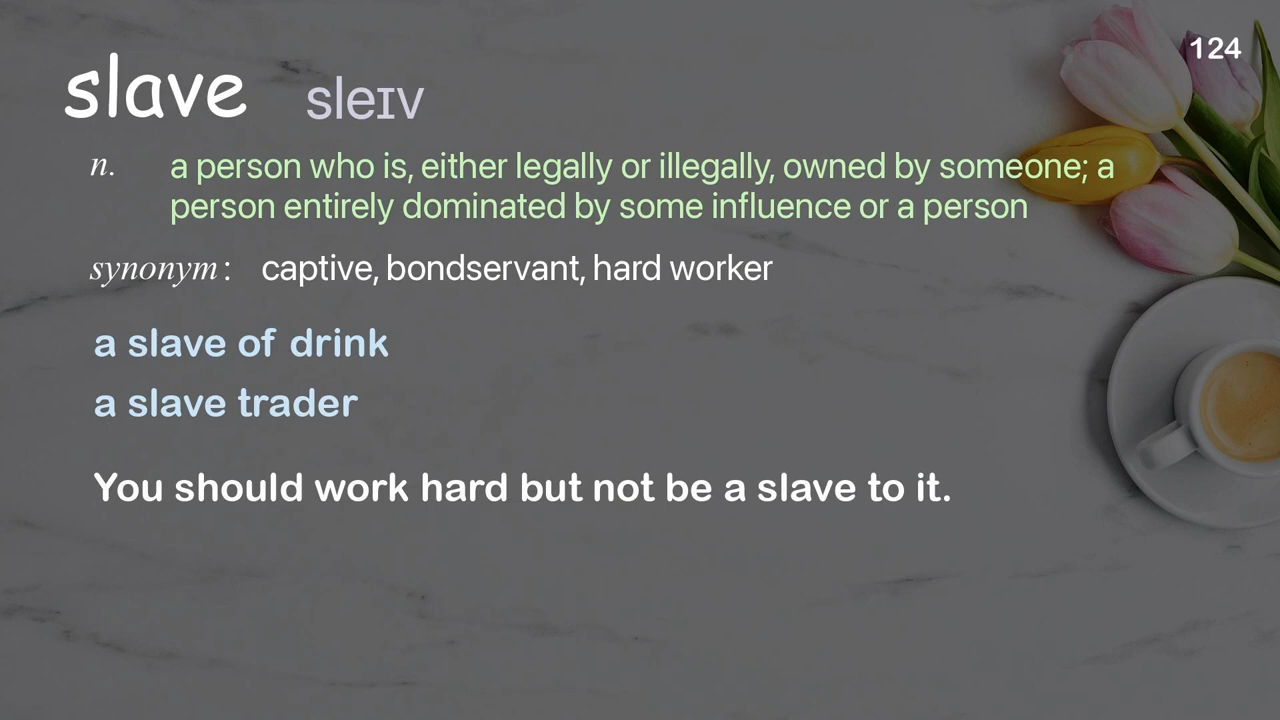 124
slave sleɪv
n. a person who is, either legally or illegally, owned by someone; a
person entirely dominated by some influence or a person
synonym: captive, bondservant, hard worker
a slave of drink
a slave trader
You should work hard but not be a slave to it.